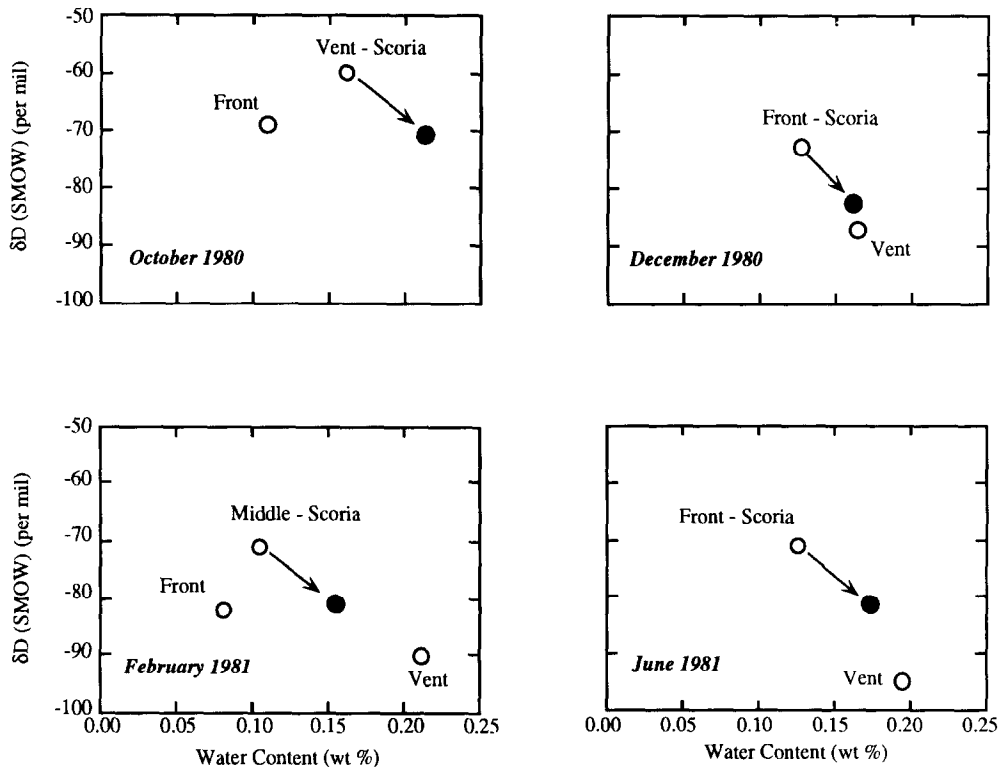 -50
-60
-70
-80
-90
-100
δD (SMOW) (per mil)
Vent - Scoria
Front
October 1980
Front - Scoria
Vent
December 1980
-50
-60
-70
-80
-90
-100
δD (SMOW) (per mil)
Middle - Scoria
Front
Vent
February 1981
0.00 0.05 0.10 0.15 0.20 0.25
Water Content (wt %)
Front - Scoria
Vent
June 1981
0.00 0.05 0.10 0.15 0.20 0.25
Water Content (wt %)